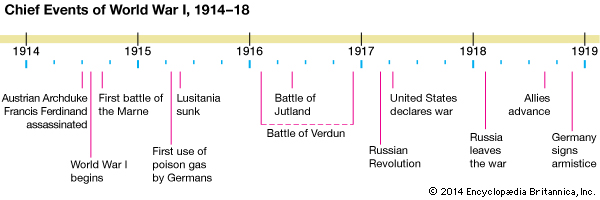 Chief Events of World War I, 1914–18
1914 1915 1916 1917 1918 1919
Austrian Archduke
Francis Ferdinand
assassinated
First battle of
the Marne
Lusitania
sunk
Battle of
Jutland
United States
declares war
Allies
advance
Battle of Verdun
World War I
begins
First use of
poison gas
by Germans
Russian
Revolution
Russia
leaves
the war
Germany
signs
armistice
© 2014 Encyclopædia Britannica, Inc.